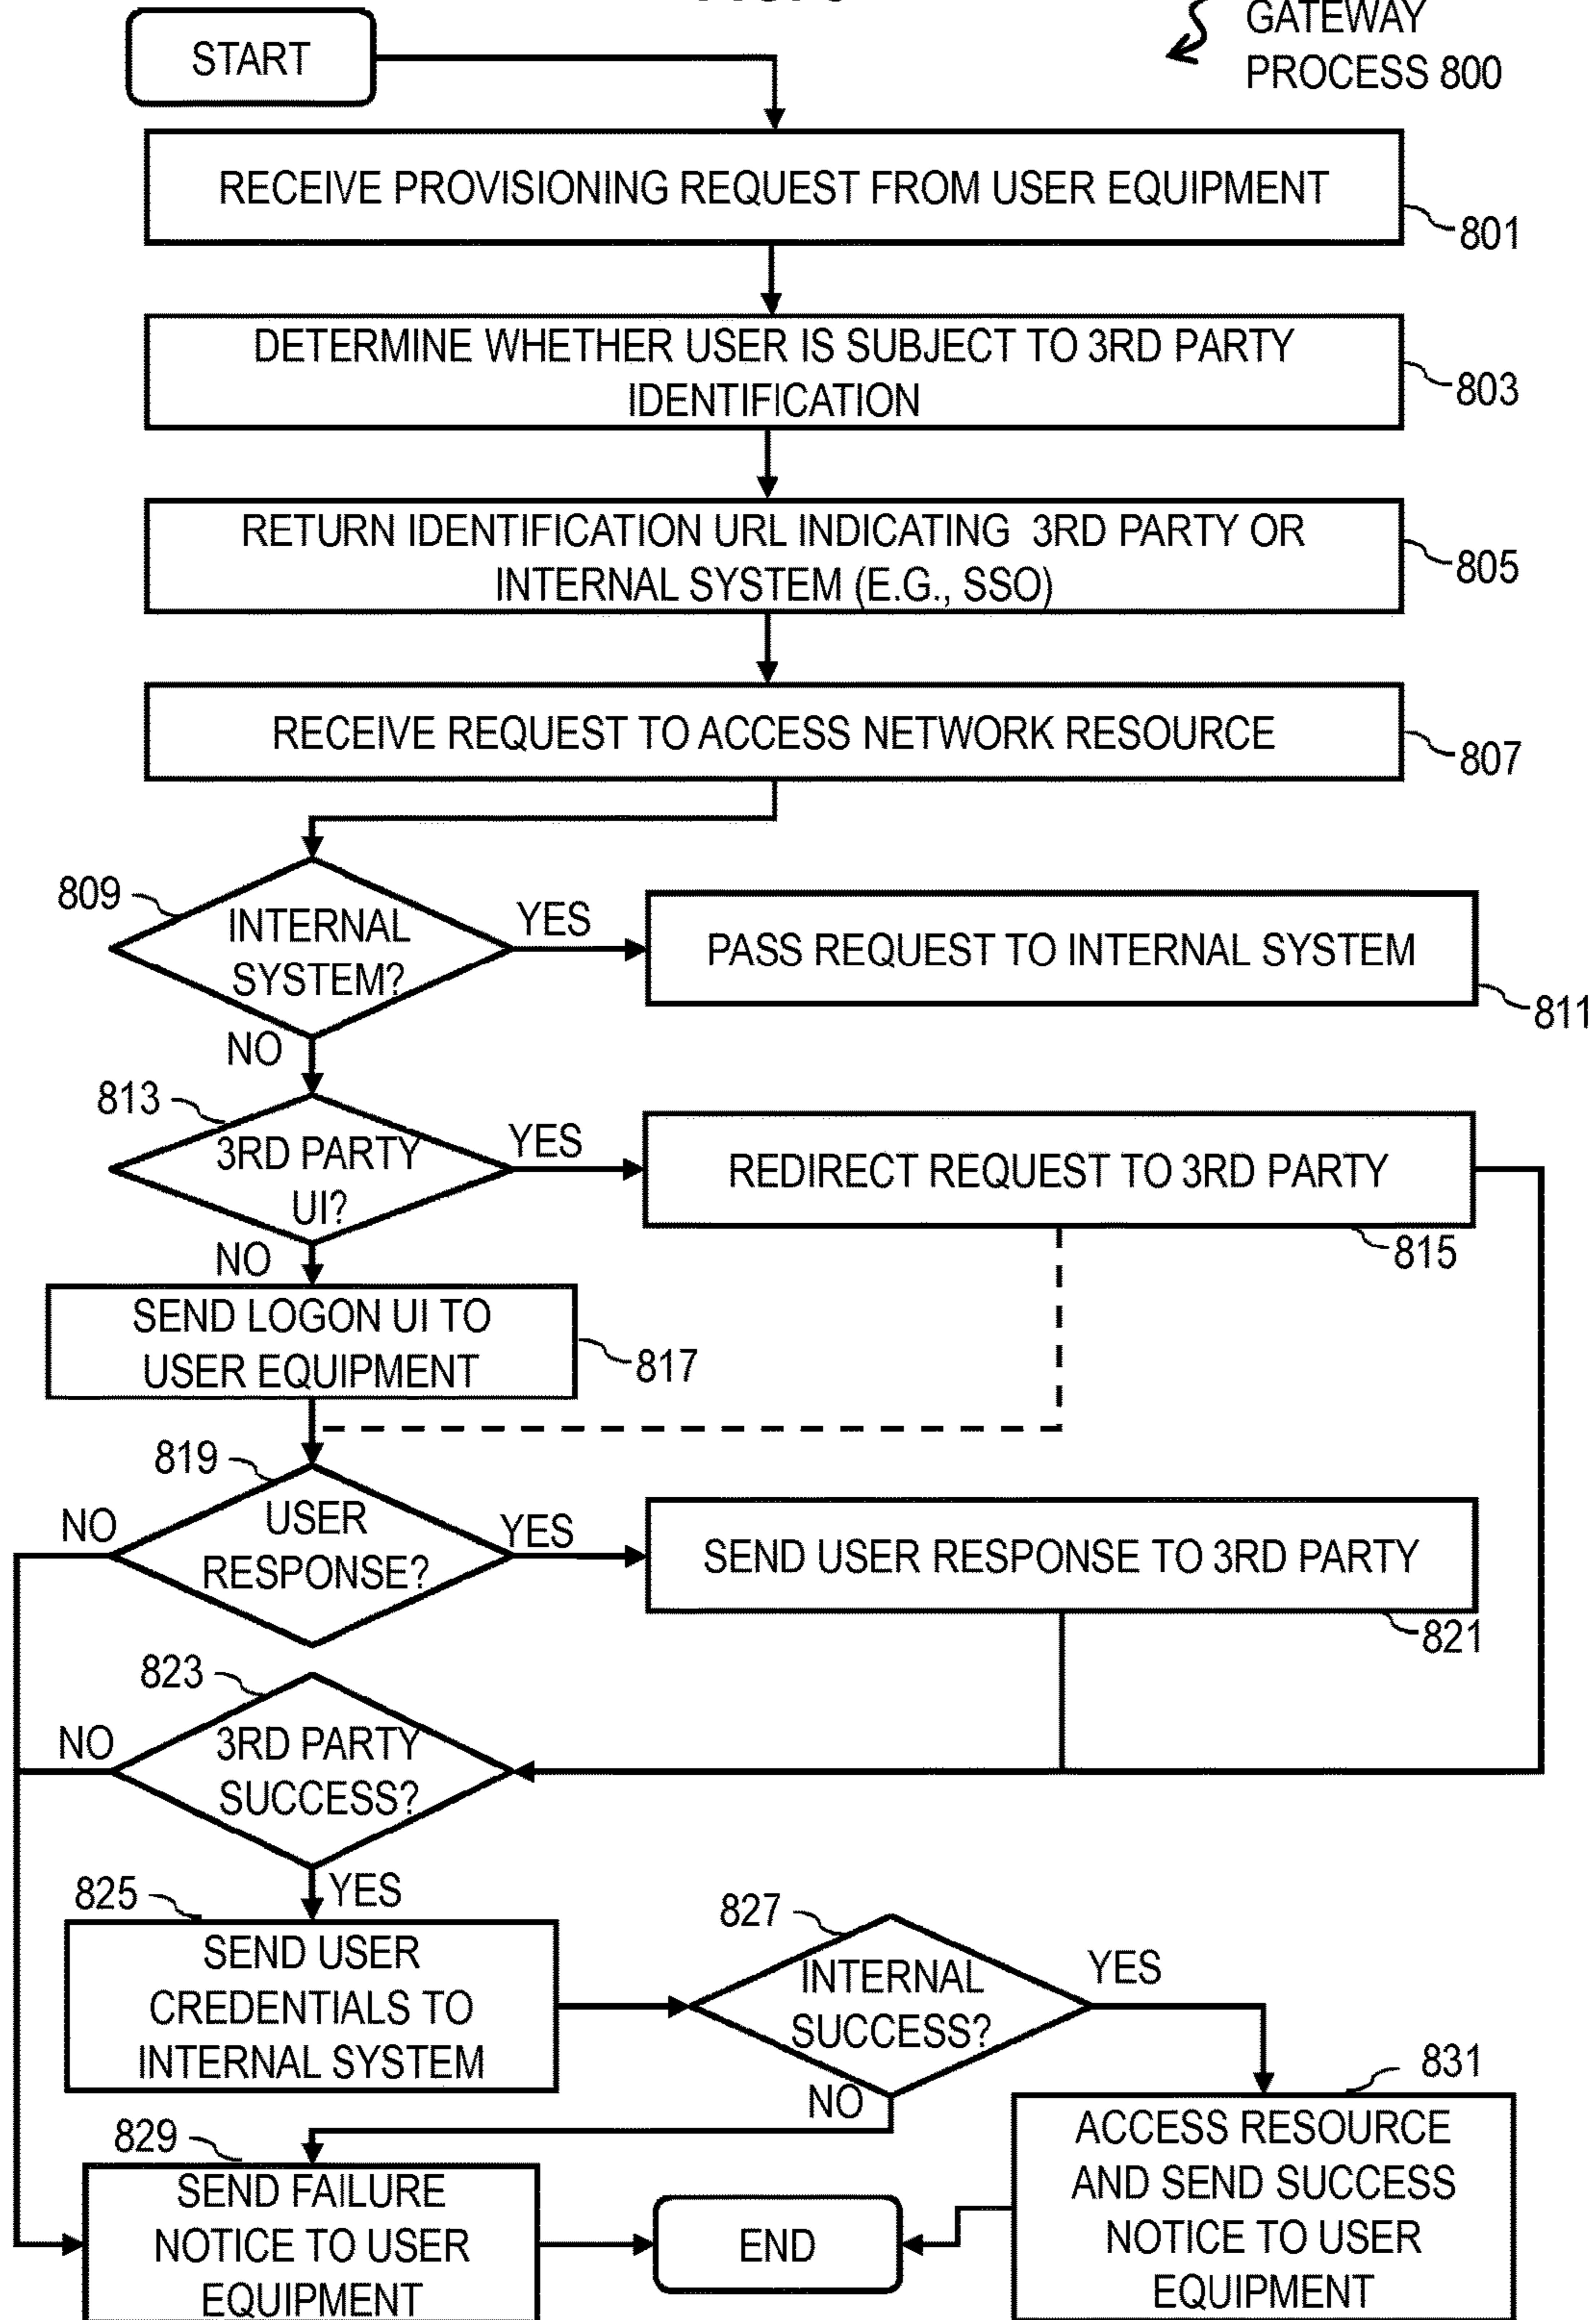 GATEWAY
PROCESS 800
START
RECEIVE PROVISIONING REQUEST FROM USER EQUIPMENT
801
DETERMINE WHETHER USER IS SUBJECT TO 3RD PARTY
IDENTIFICATION
803
RETURN IDENTIFICATION URL INDICATING 3RD PARTY OR
INTERNAL SYSTEM (E.G., SSO)
805
RECEIVE REQUEST TO ACCESS NETWORK RESOURCE
807
809
INTERNAL
SYSTEM?
YES
PASS REQUEST TO INTERNAL SYSTEM
811
NO
813
3RD PARTY
UI?
YES
REDIRECT REQUEST TO 3RD PARTY
815
NO
SEND LOGON UI TO
USER EQUIPMENT
817
819
NO
USER
RESPONSE?
YES
SEND USER RESPONSE TO 3RD PARTY
821
823
NO
3RD PARTY
SUCCESS?
YES
825
SEND USER
CREDENTIALS TO
INTERNAL SYSTEM
827
INTERNAL
SUCCESS?
YES
NO
831
ACCESS RESOURCE
AND SEND SUCCESS
NOTICE TO USER
EQUIPMENT
829
SEND FAILURE
NOTICE TO USER
EQUIPMENT
END